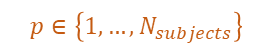 p ∈ {1, … , N_subjects}